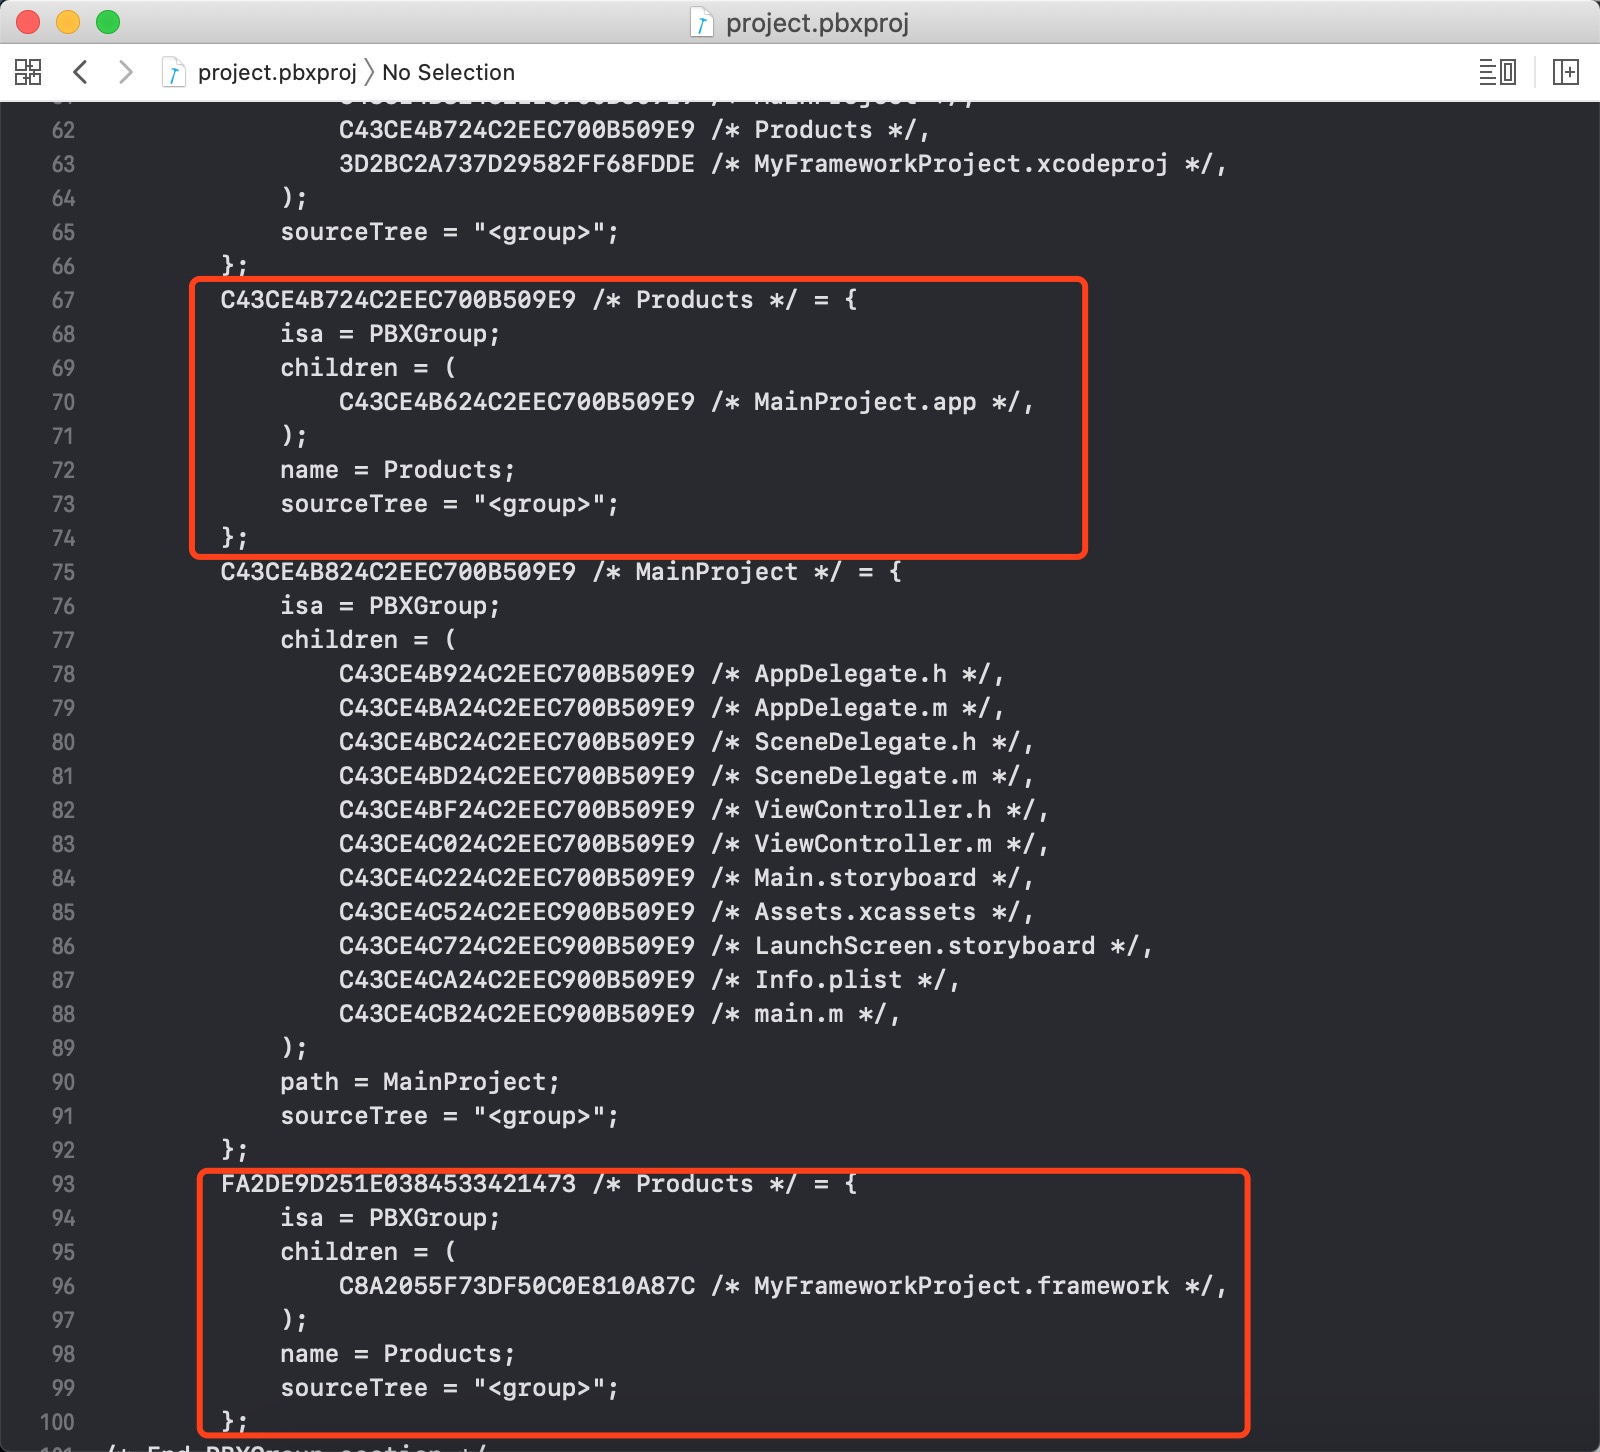 project.pbxproj
project.pbxproj 〉 No Selection
62 C43CE4B724C2EEC700B509E9 /* Products */,
63 3D2BC2A737D29582FF68FDDE /* MyFrameworkProject.xcodeproj */,
64 );
65 sourceTree = "<group>";
66 };
67 C43CE4B724C2EEC700B509E9 /* Products */ = {
68 isa = PBXGroup;
69 children = (
70 C43CE4B624C2EEC700B509E9 /* MainProject.app */,
71 );
72 name = Products;
73 sourceTree = "<group>";
74 };
75 C43CE4B824C2EEC700B509E9 /* MainProject */ = {
76 isa = PBXGroup;
77 children = (
78 C43CE4B924C2EEC700B509E9 /* AppDelegate.h */,
79 C43CE4BA24C2EEC700B509E9 /* AppDelegate.m */,
80 C43CE4BC24C2EEC700B509E9 /* SceneDelegate.h */,
81 C43CE4BD24C2EEC700B509E9 /* SceneDelegate.m */,
82 C43CE4BF24C2EEC700B509E9 /* ViewController.h */,
83 C43CE4C024C2EEC700B509E9 /* ViewController.m */,
84 C43CE4C224C2EEC700B509E9 /* Main.storyboard */,
85 C43CE4C524C2EEC900B509E9 /* Assets.xcassets */,
86 C43CE4C724C2EEC900B509E9 /* LaunchScreen.storyboard */,
87 C43CE4CA24C2EEC900B509E9 /* Info.plist */,
88 C43CE4CB24C2EEC900B509E9 /* main.m */,
89 );
90 path = MainProject;
91 sourceTree = "<group>";
92 };
93 FA2DE9D251E0384533421473 /* Products */ = {
94 isa = PBXGroup;
95 children = (
96 C8A2055F73DF50C0E810A87C /* MyFrameworkProject.framework */,
97 );
98 name = Products;
99 sourceTree = "<group>";
100 };
/* End PBXGroup section */